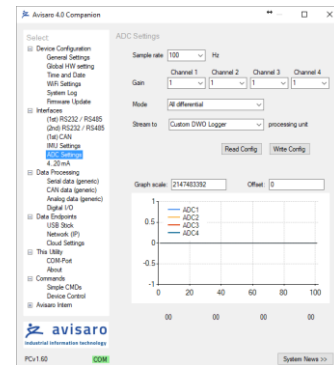 Avisaro 4.0 Companion
Select
Device Configuration
General Settings
Global HW setting
Time and Date
WiFi Settings
System Log
Firmware Update
Interfaces
(1st) RS232 / RS485
(2nd) RS232 / RS485
(1st) CAN
IMU Settings
ADC Settings
4..20 mA
Data Processing
Serial data (generic)
CAN data (generic)
Analog data (generic)
Digital I/O
Data Endpoints
USB Stick
Network (IP)
Cloud Settings
This Utility
COM-Port
About
Commands
Simple CMDs
Device Control
Avisaro Intern
avisaro
industrial information technology
PCv1.60 COM
ADC Settings
Sample rate 100 Hz
Channel 1 Channel 2 Channel 3 Channel 4
Gain 1 1 1 1
Mode All differential
Stream to Custom DWO Logger processing unit
Read Config Write Config
Graph scale: 2147483392 Offset: 0
1
0.5
0
-0.5
-1
ADC1
ADC2
ADC3
ADC4
0 20 40 60 80 100
00 00 00 00
System News >>